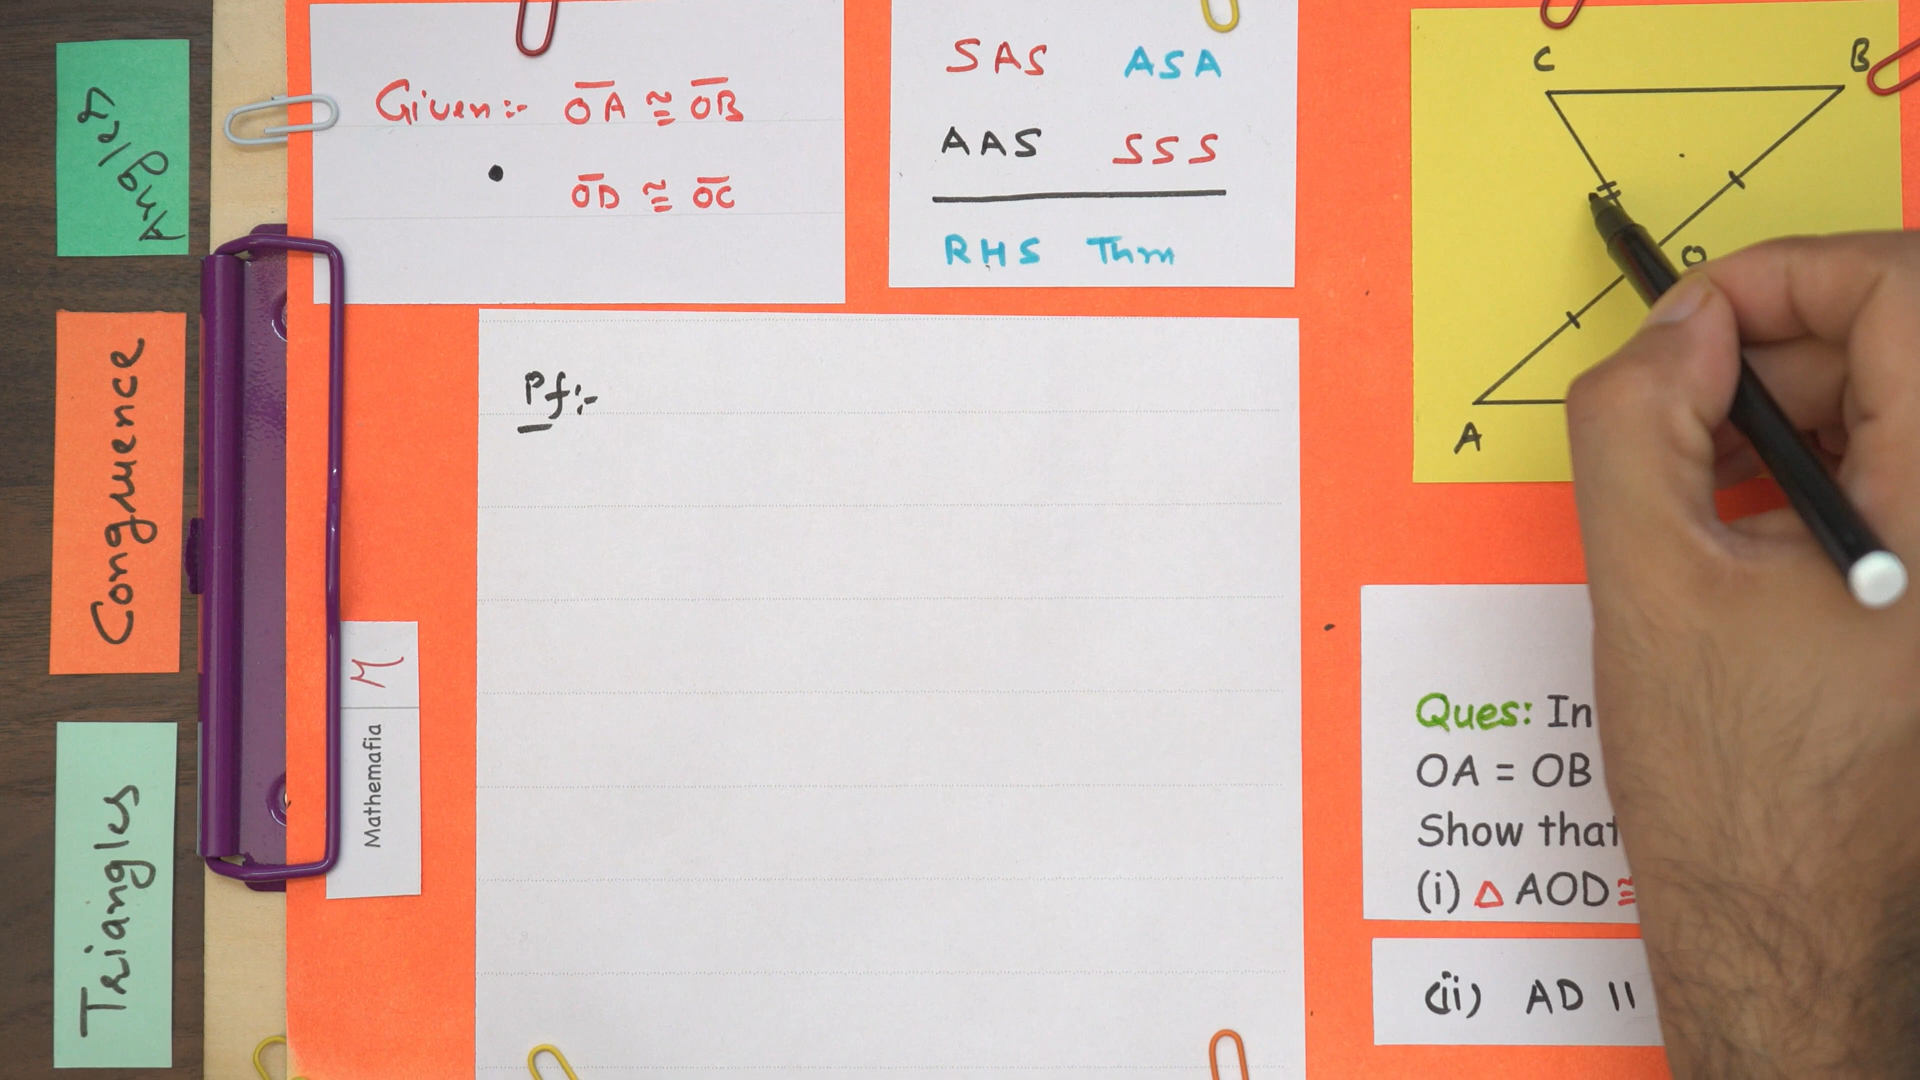 Angles
Congruence
Triangles
M
Mathemafia
Given:- OA ≅ OB
OD ≅ OC
SAS ASA
AAS SSS
RHS Thm
Pf:-
C B
O
A
Ques: In
OA = OB
Show that
(i) △ AOD ≅
(ii) AD ||